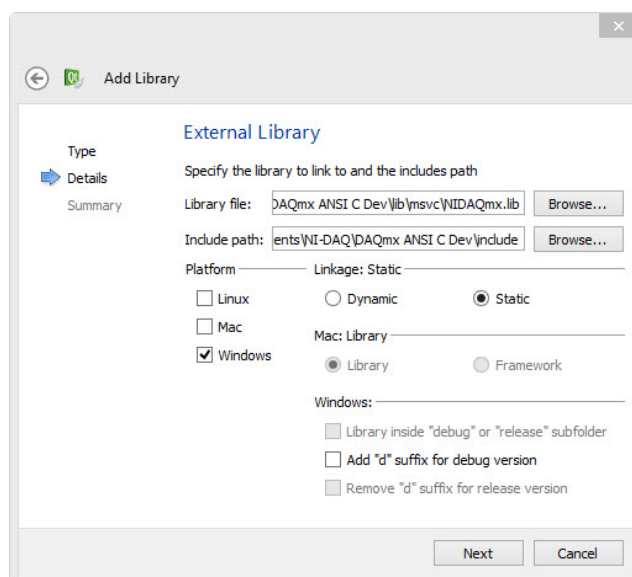 Add Library
External Library
Type
Details
Summary
Specify the library to link to and the includes path
Library file: DAQmx ANSI C Dev\lib\msvc\NIDAQmx.lib Browse...
Include path: ents\NI-DAQ\DAQmx ANSI C Dev\include Browse...
Platform Linkage: Static
Linux Dynamic Static
Mac Mac: Library
Windows Library Framework
Windows:
Library inside "debug" or "release" subfolder
Add "d" suffix for debug version
Remove "d" suffix for release version
Next Cancel